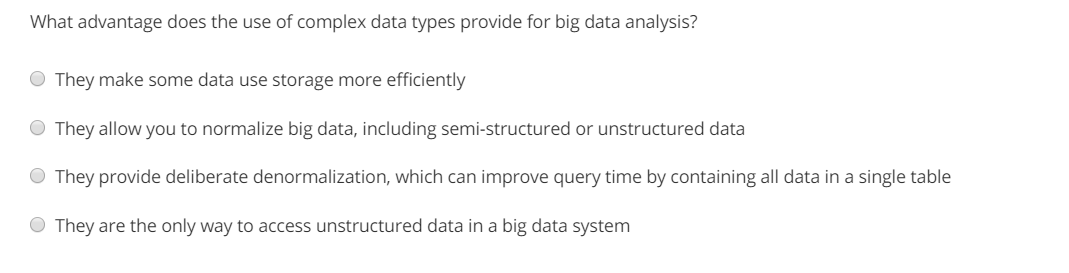 What advantage does the use of complex data types provide for big data analysis?
They make some data use storage more efficiently
They allow you to normalize big data, including semi-structured or unstructured data
They provide deliberate denormalization, which can improve query time by containing all data in a single table
They are the only way to access unstructured data in a big data system